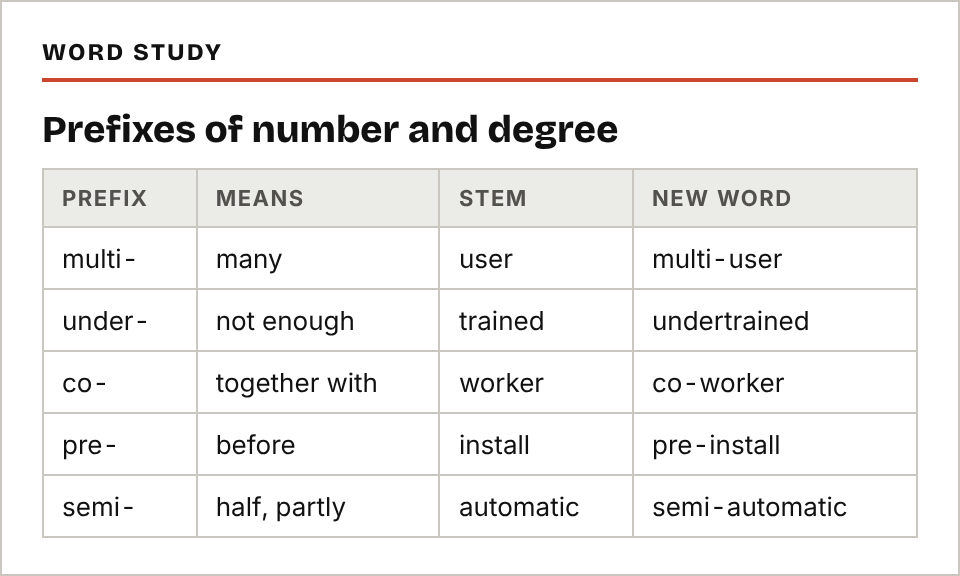 WORD STUDY
Prefixes of number and degree
PREFIX MEANS STEM NEW WORD
multi- many user multi-user
under- not enough trained undertrained
co- together with worker co-worker
pre- before install pre-install
semi- half, partly automatic semi-automatic